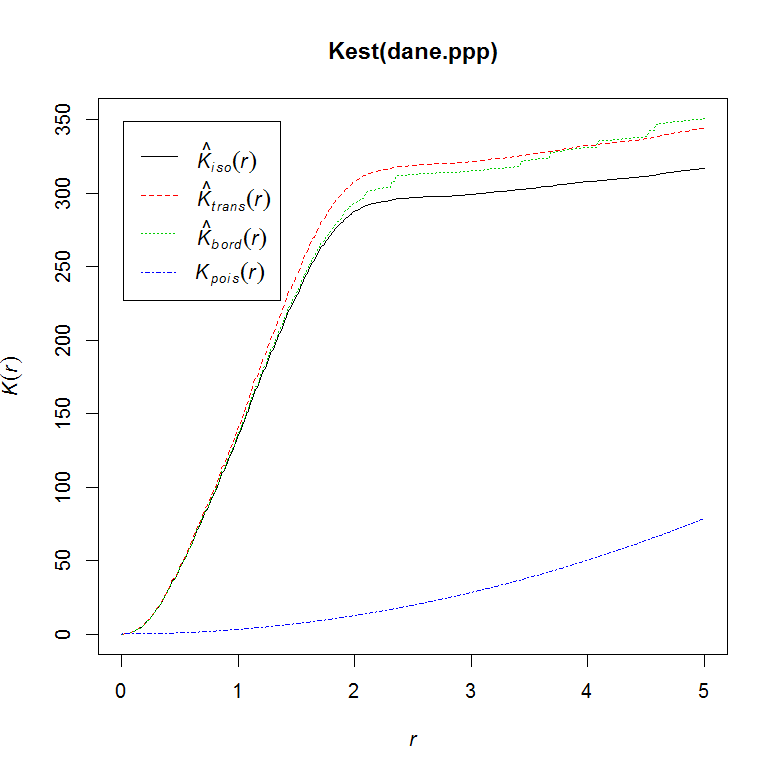 Kest(dane.ppp)
K̂iso(r)
K̂trans(r)
K̂bord(r)
Kpois(r)
K(r)
350
300
250
200
150
100
50
0
0 1 2 3 4 5
r